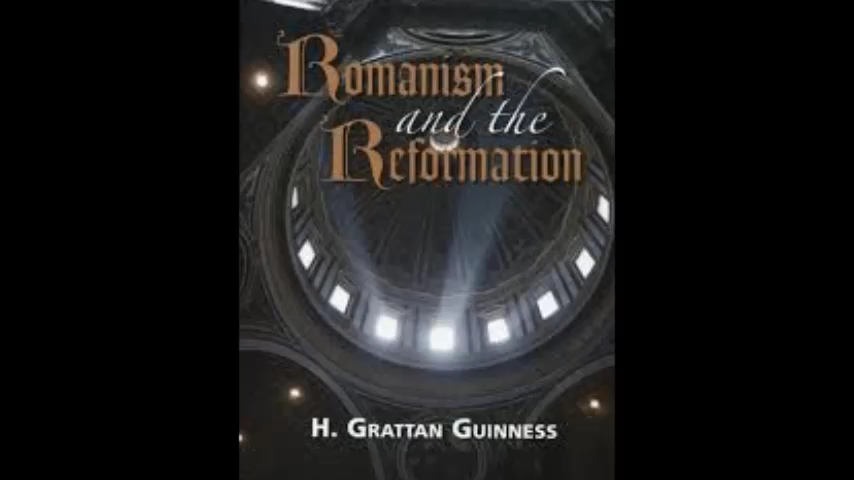 Romanism
and the
Reformation
H. GRATTAN GUINNESS